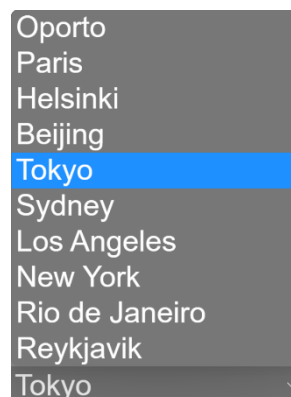 Oporto
Paris
Helsinki
Beijing
Tokyo
Sydney
Los Angeles
New York
Rio de Janeiro
Reykjavik
Tokyo